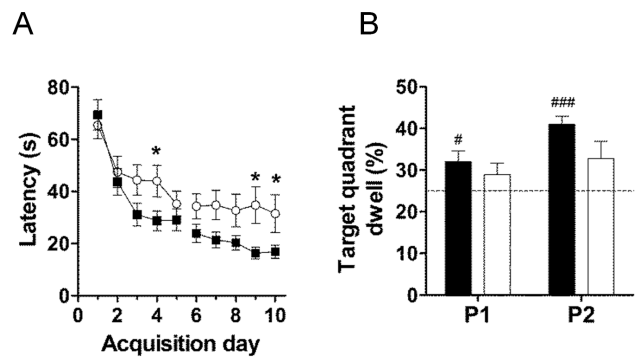 A
B
80
60
40
20
0
Latency (s)
*
*
*
0
2
4
6
8
10
Acquisition day
50
40
30
20
10
0
Target quadrant
dwell (%)
#
###
P1
P2